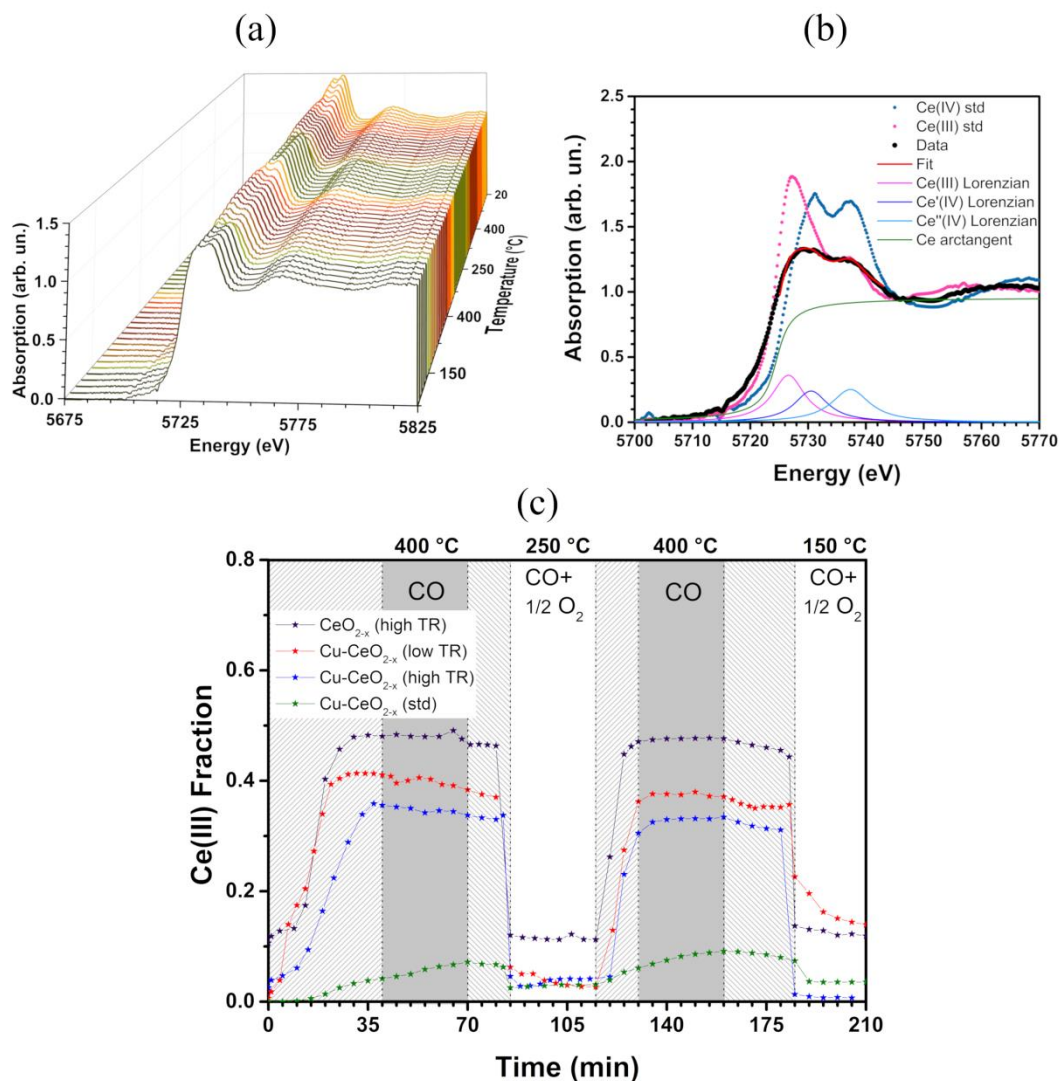 (a)
1.5
1.0
0.5
0.0
Absorption (arb. un.)
5675
5725
5775
5825
Energy (eV)
20
400
250
400
150
Temperature (°C)
(b)
2.5
2.0
1.5
1.0
0.5
0.0
Absorption (arb. un.)
Ce(IV) std
Ce(III) std
Data
Fit
Ce(III) Lorenzian
Ce'(IV) Lorenzian
Ce''(IV) Lorenzian
Ce arctangent
5700 5710 5720 5730 5740 5750 5760 5770
Energy (eV)
(c)
400 °C 250 °C 400 °C 150 °C
0.8
0.6
0.4
0.2
0.0
Ce(III) Fraction
CO
CO+
1/2 O₂
CO
CO+
1/2 O₂
CeO₂₋ₓ (high TR)
Cu-CeO₂₋ₓ (low TR)
Cu-CeO₂₋ₓ (high TR)
Cu-CeO₂₋ₓ (std)
0 35 70 105 140 175 210
Time (min)